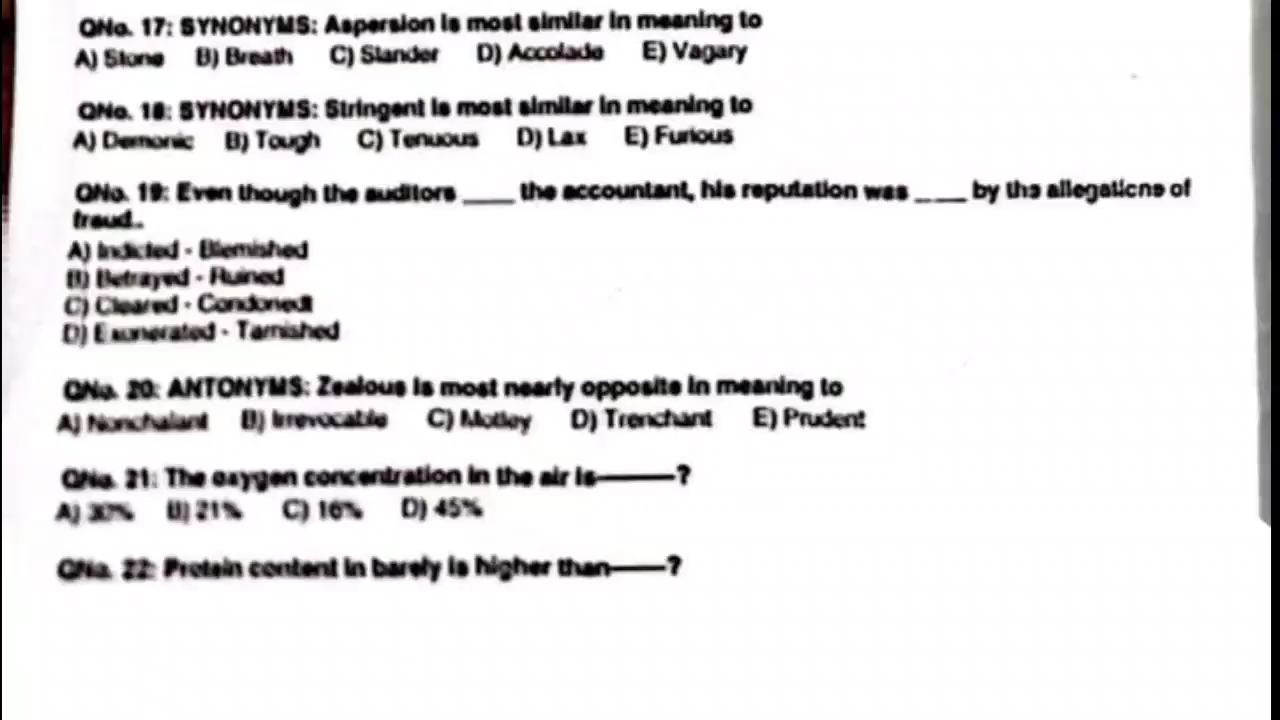 QNo. 17: SYNONYMS: Aspersion is most similar in meaning to
A) Stone B) Breath C) Slander D) Accolade E) Vagary
QNo. 18: SYNONYMS: Stringent is most similar in meaning to
A) Demonic B) Tough C) Tenuous D) Lax E) Furious
QNo. 19: Even though the auditors ____ the accountant, his reputation was ____ by the allegations of
fraud..
A) Indicted - Blemished
B) Betrayed - Ruined
C) Cleared - Condoned
D) Exonerated - Tarnished
QNo. 20: ANTONYMS: Zealous is most nearly opposite in meaning to
A) Nonchalant B) Irrevocable C) Motley D) Trenchant E) Prudent
QNo. 21: The oxygen concentration in the air is———?
A) 30% B) 21% C) 16% D) 45%
QNo. 22: Protein content in barely is higher than——?